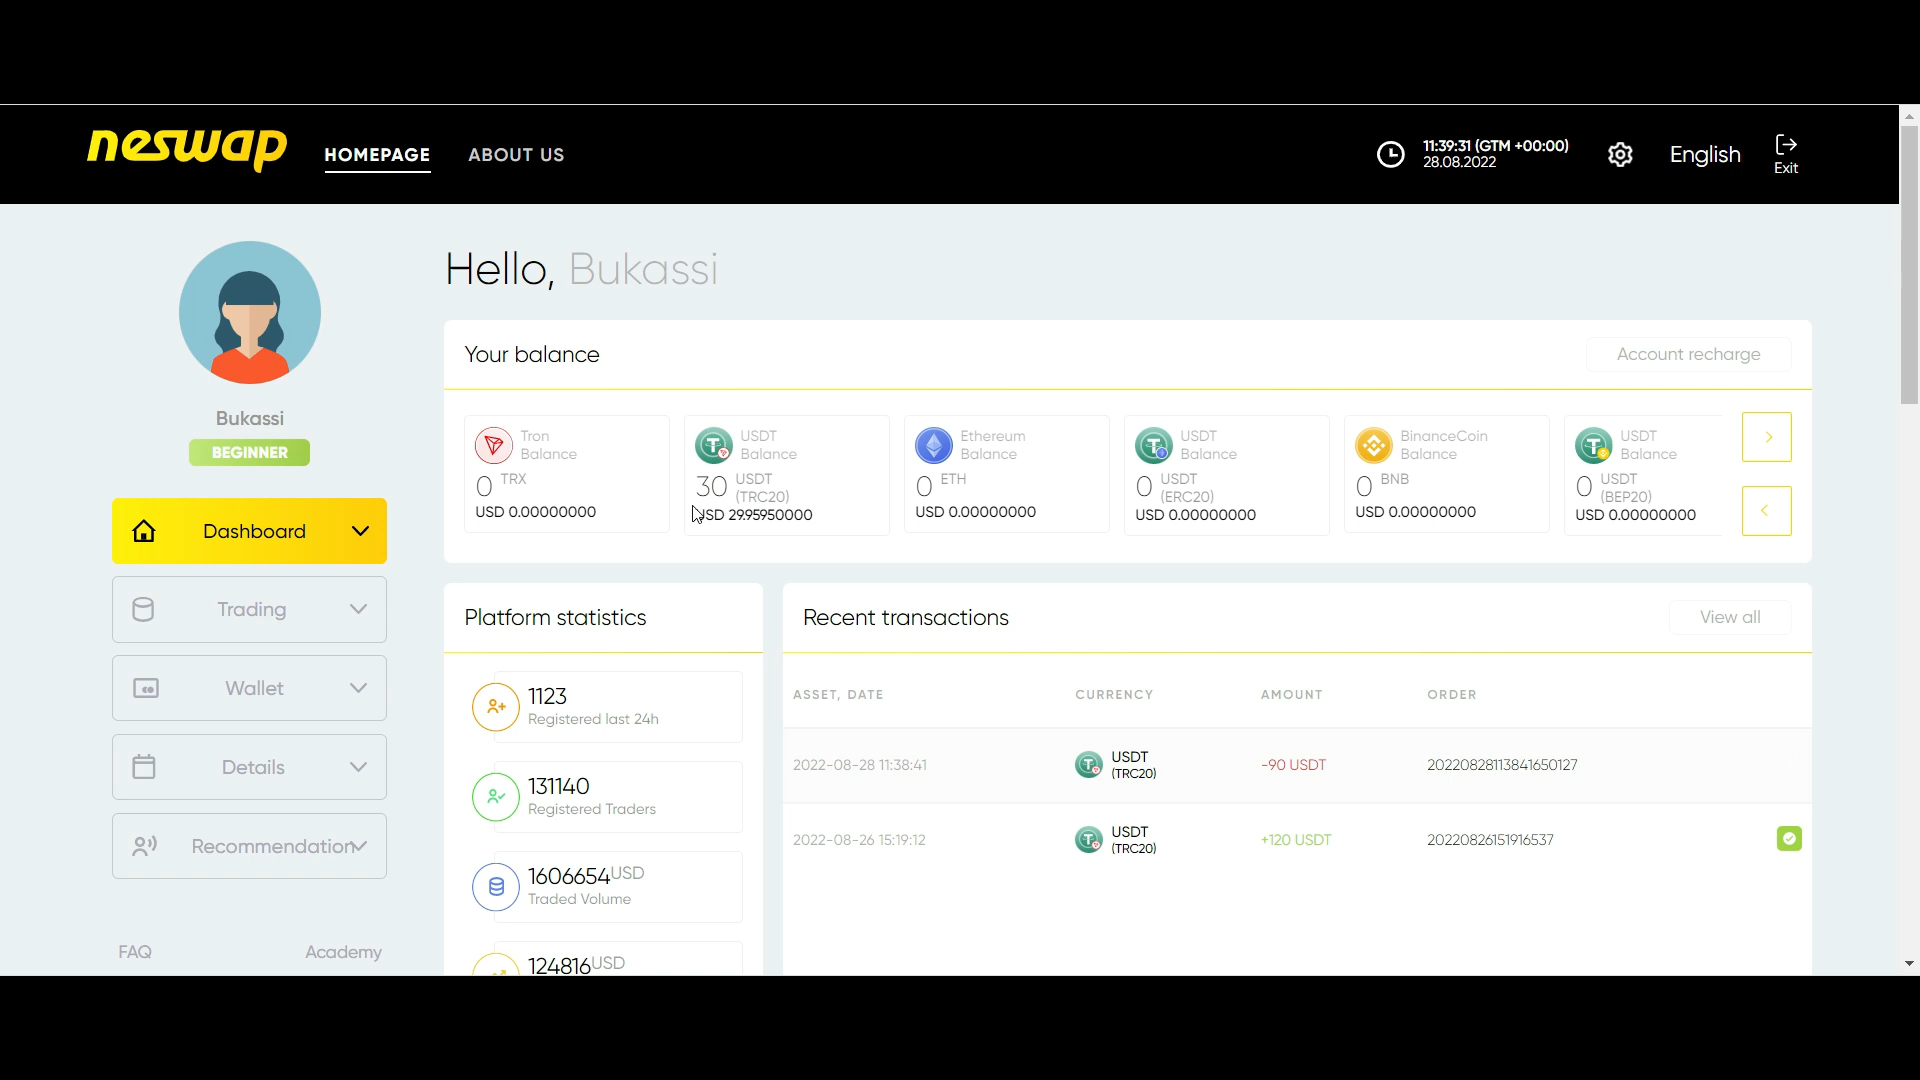 neswap
HOMEPAGE
ABOUT US
11:39:31 (GTM +00:00)
28.08.2022
English
Exit
Bukassi
BEGINNER
Dashboard
Trading
Wallet
Details
Recommendation
FAQ
Academy
Hello, Bukassi
Your balance
Account recharge
Tron
Balance
0 TRX
USD 0.00000000
USDT
Balance
30 USDT
(TRC20)
USD 29.95950000
Ethereum
Balance
0 ETH
USD 0.00000000
USDT
Balance
0 USDT
(ERC20)
USD 0.00000000
BinanceCoin
Balance
0 BNB
USD 0.00000000
USDT
Balance
0 USDT
(BEP20)
USD 0.00000000
Platform statistics
1123
Registered last 24h
131140
Registered Traders
1606654 USD
Traded Volume
124816 USD
Recent transactions
View all
ASSET, DATE CURRENCY AMOUNT ORDER
2022-08-28 11:38:41 USDT (TRC20) -90 USDT 20220828113841650127
2022-08-26 15:19:12 USDT (TRC20) +120 USDT 20220826151916537